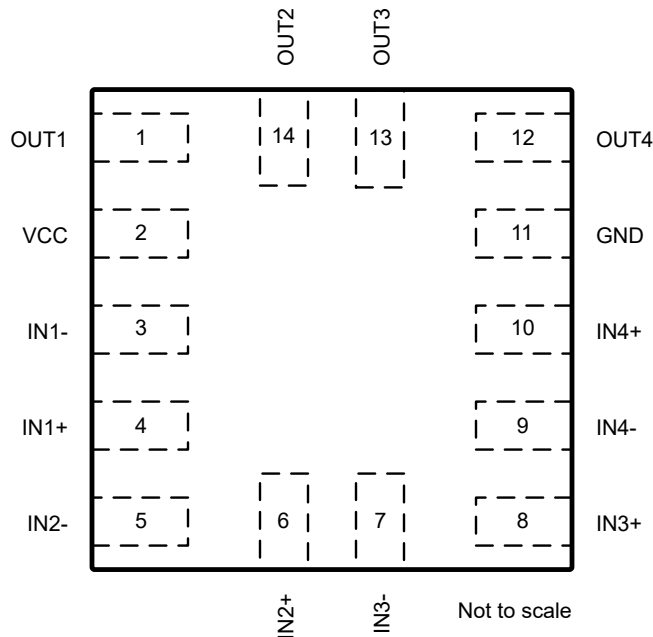 OUT2 OUT3
OUT1 1 14 13 12 OUT4
VCC 2 11 GND
IN1- 3 10 IN4+
IN1+ 4 9 IN4-
IN2- 5 6 7 8 IN3+
IN2+ IN3-
Not to scale